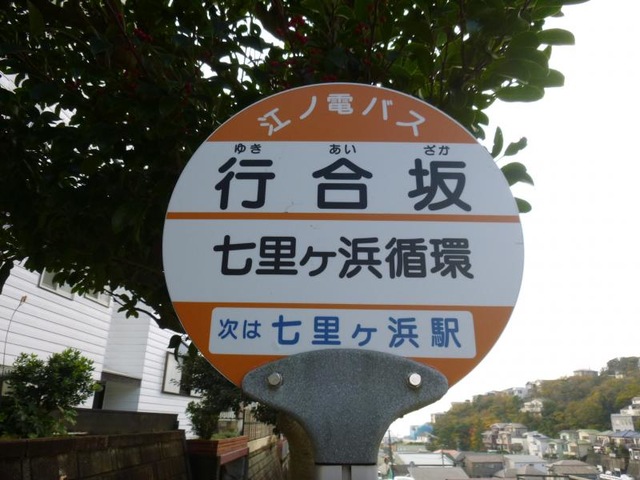 江ノ電バス
ゆき あい ざか
行合坂
七里ヶ浜循環
次は 七里ヶ浜駅